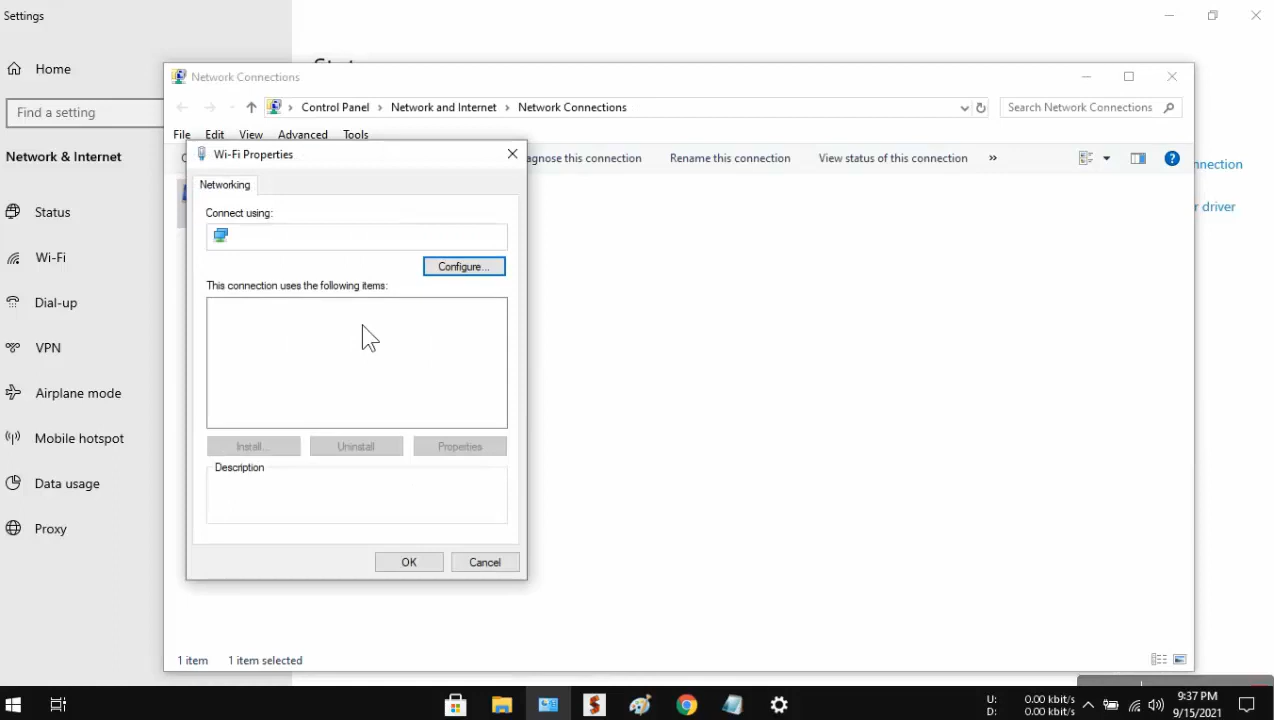 Settings
Home
Find a setting
Network & Internet
Status
Wi-Fi
Dial-up
VPN
Airplane mode
Mobile hotspot
Data usage
Proxy
Network Connections
Control Panel > Network and Internet > Network Connections
Search Network Connections
File Edit View Advanced Tools
agnose this connection Rename this connection View status of this connection »
nnection
r driver
Wi-Fi Properties
Networking
Connect using:
Configure...
This connection uses the following items:
Install... Uninstall Properties
Description
OK Cancel
1 item 1 item selected
U: 0.00 kbit/s
D: 0.00 kbit/s
9:37 PM
9/15/2021